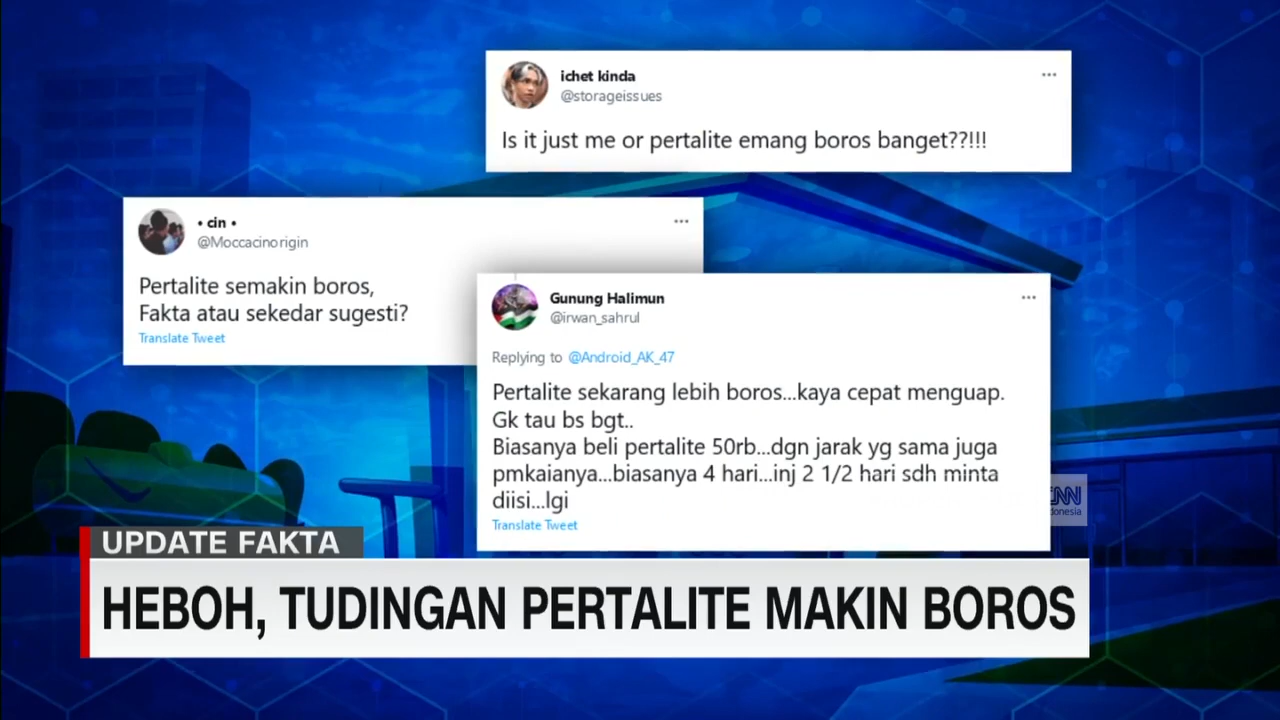 ichet kinda
@storageissues
Is it just me or pertalite emang boros banget??!!!
• cin •
@Moccacinorigin
Pertalite semakin boros,
Fakta atau sekedar sugesti?
Translate Tweet
Gunung Halimun
@irwan_sahrul
Replying to @Android_AK_47
Pertalite sekarang lebih boros...kaya cepat menguap.
Gk tau bs bgt..
Biasanya beli pertalite 50rb...dgn jarak yg sama juga
pmkaianya...biasanya 4 hari...inj 2 1/2 hari sdh minta
diisi...lgi
Translate Tweet
CNN
donesia
UPDATE FAKTA
HEBOH, TUDINGAN PERTALITE MAKIN BOROS